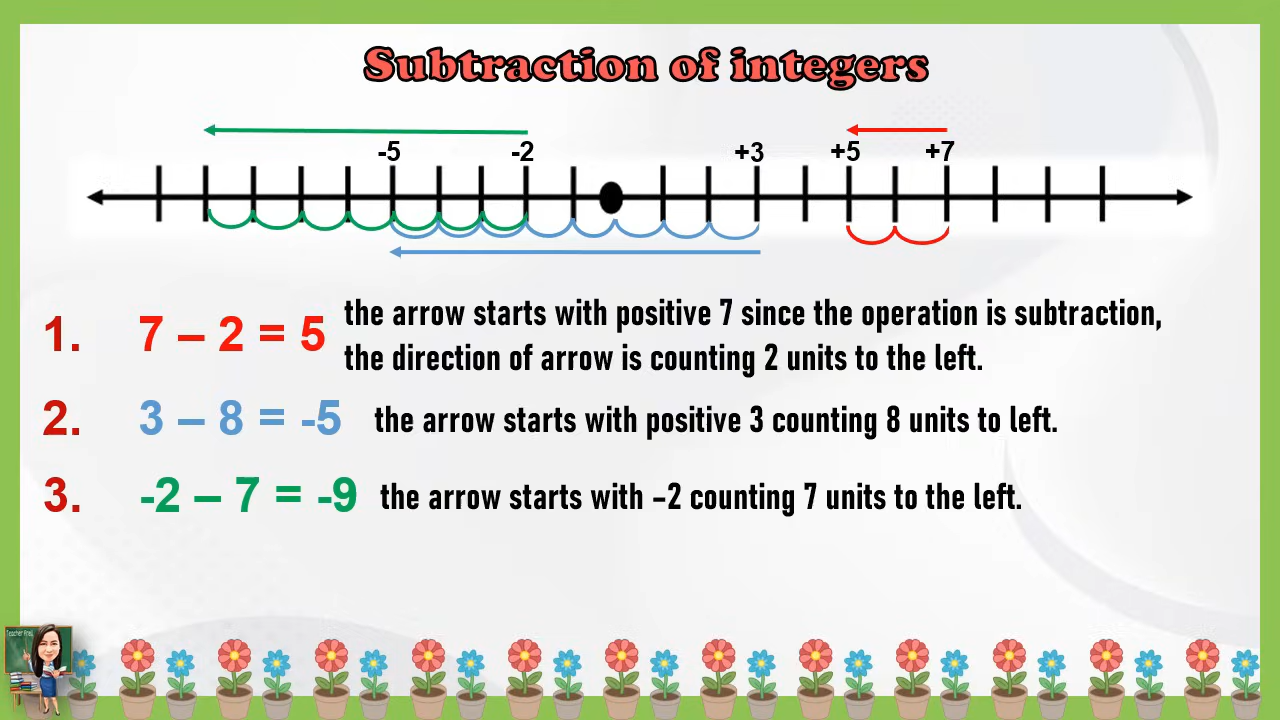 Subtraction of integers
-5 -2 +3 +5 +7
1. 7 – 2 = 5 the arrow starts with positive 7 since the operation is subtraction,
the direction of arrow is counting 2 units to the left.
2. 3 – 8 = -5 the arrow starts with positive 3 counting 8 units to left.
3. -2 – 7 = -9 the arrow starts with –2 counting 7 units to the left.
Teacher